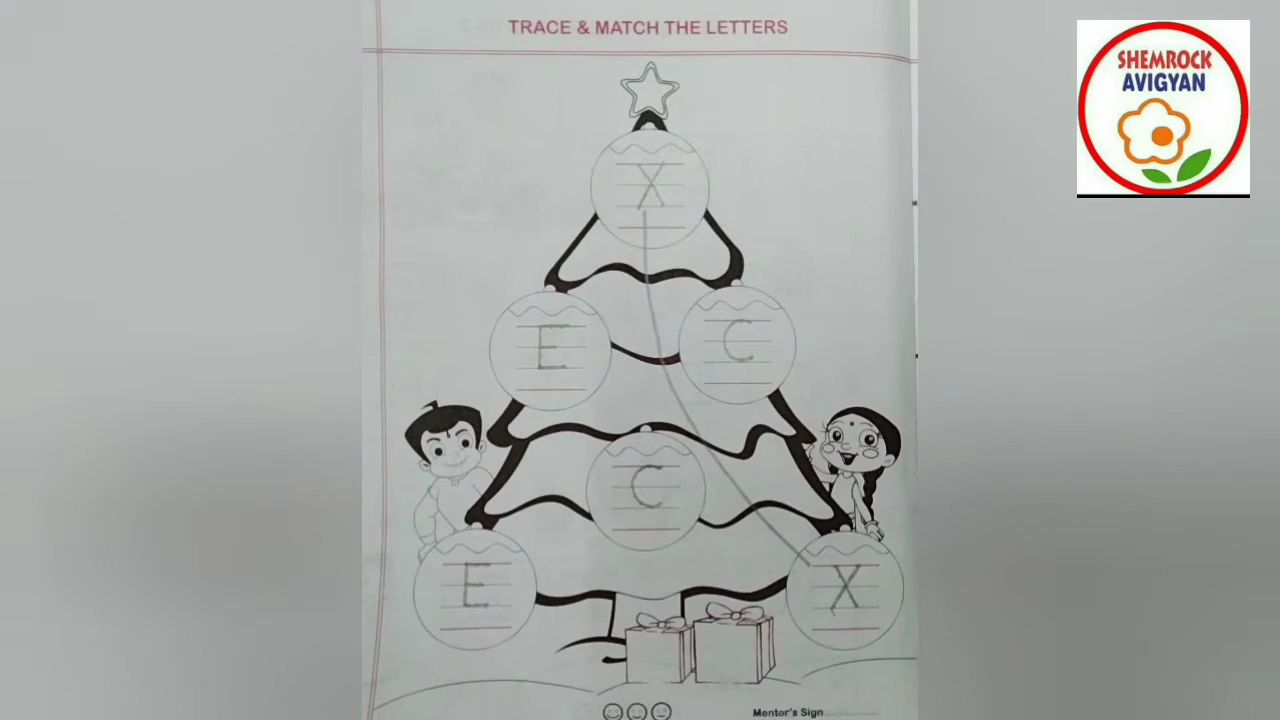 TRACE & MATCH THE LETTERS
SHEMROCK
AVIGYAN
X
E
C
C
E
X
Mentor's Sign